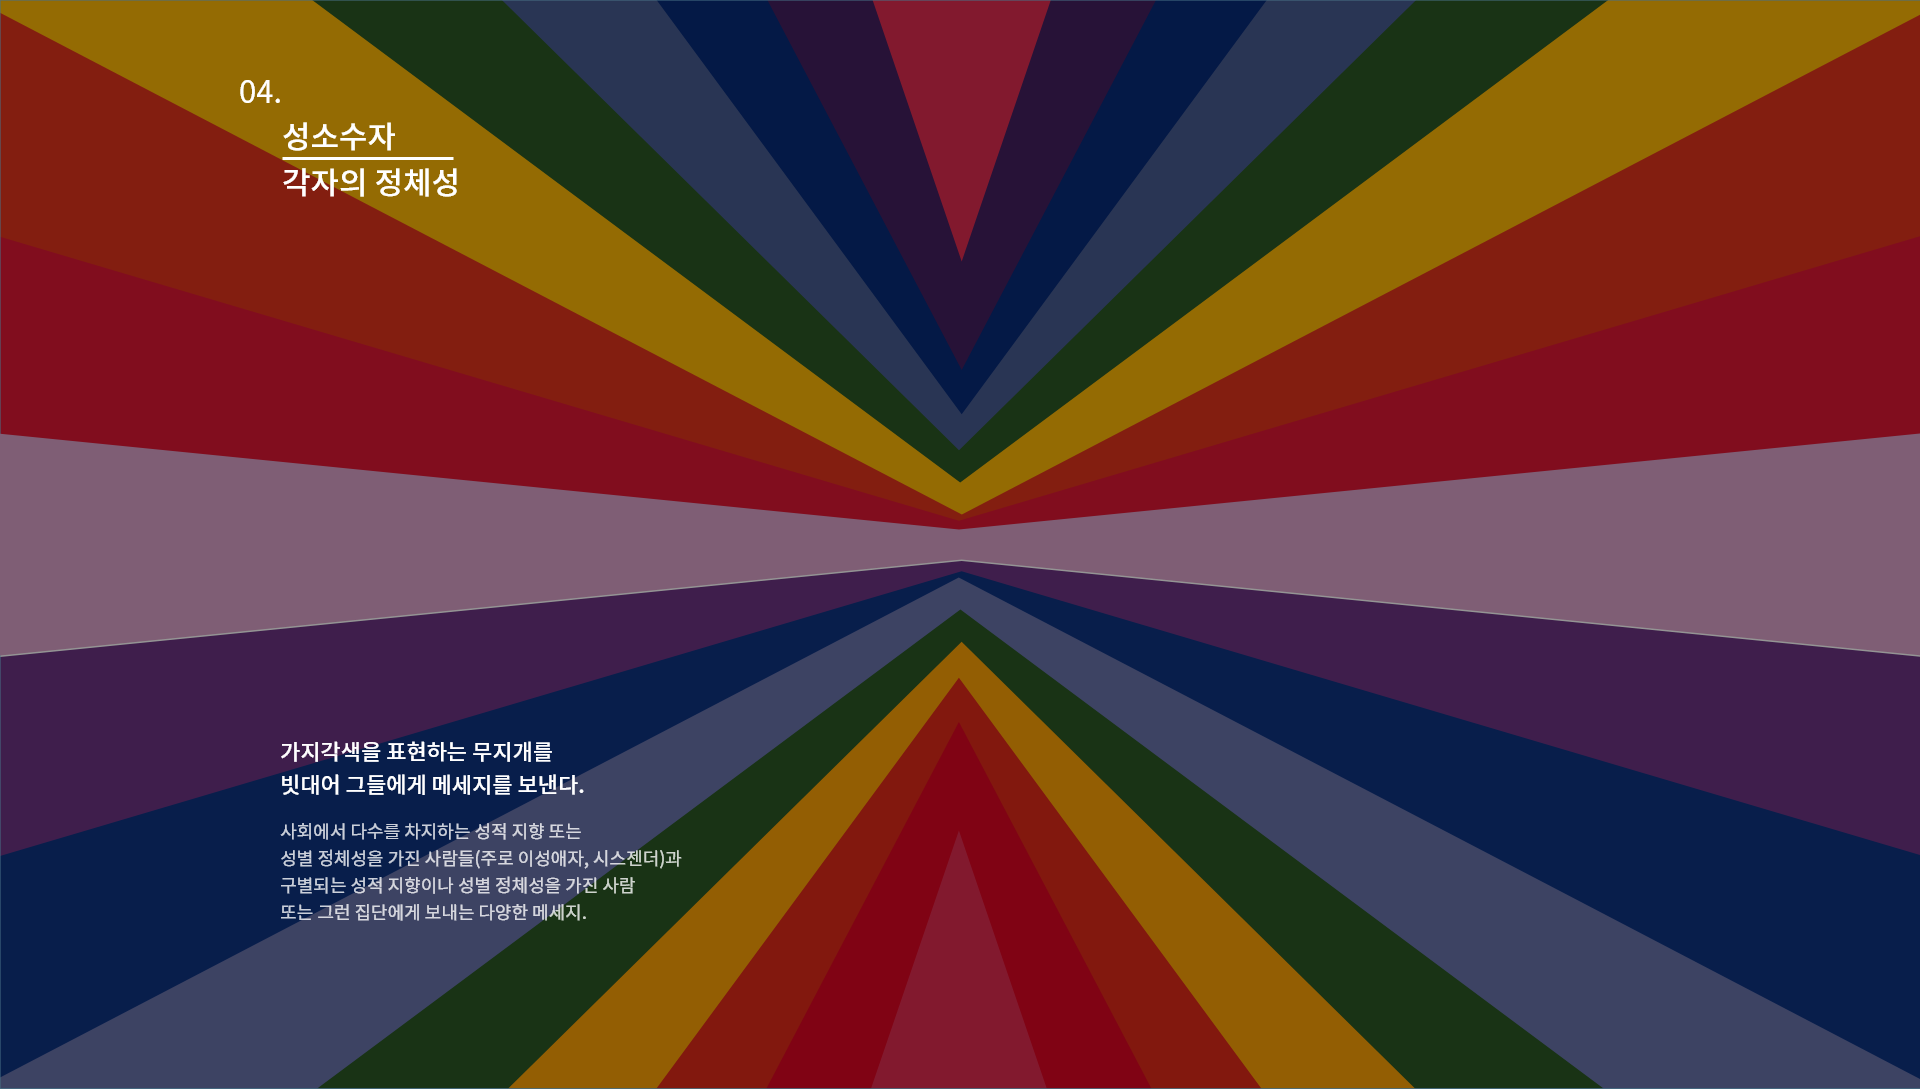 04.
성소수자
각자의 정체성
가지각색을 표현하는 무지개를
빗대어 그들에게 메세지를 보낸다.
사회에서 다수를 차지하는 성적 지향 또는
성별 정체성을 가진 사람들(주로 이성애자, 시스젠더)과
구별되는 성적 지향이나 성별 정체성을 가진 사람
또는 그런 집단에게 보내는 다양한 메세지.